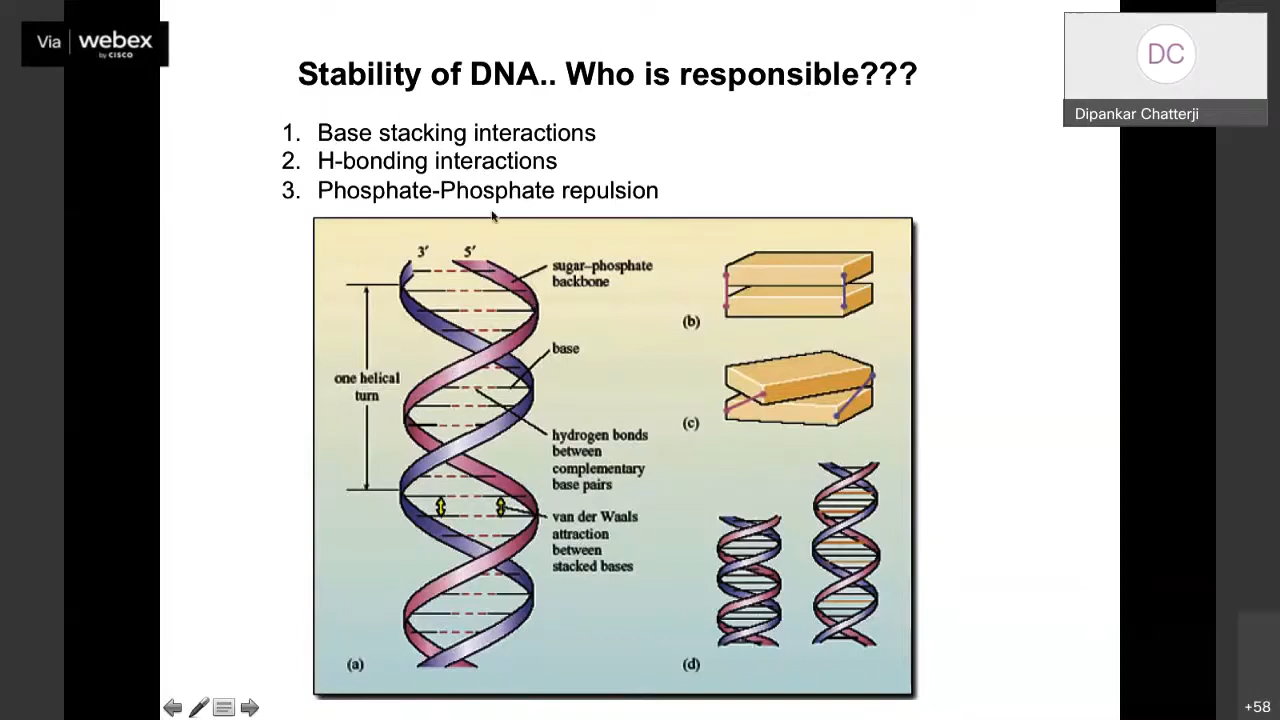 Via webex
by CISCO
DC
Dipankar Chatterji
Stability of DNA.. Who is responsible???
1. Base stacking interactions
2. H-bonding interactions
3. Phosphate-Phosphate repulsion
3′ 5′
sugar–phosphate
backbone
base
one helical
turn
hydrogen bonds
between
complementary
base pairs
van der Waals
attraction
between
stacked bases
(a)
(b)
(c)
(d)
+58